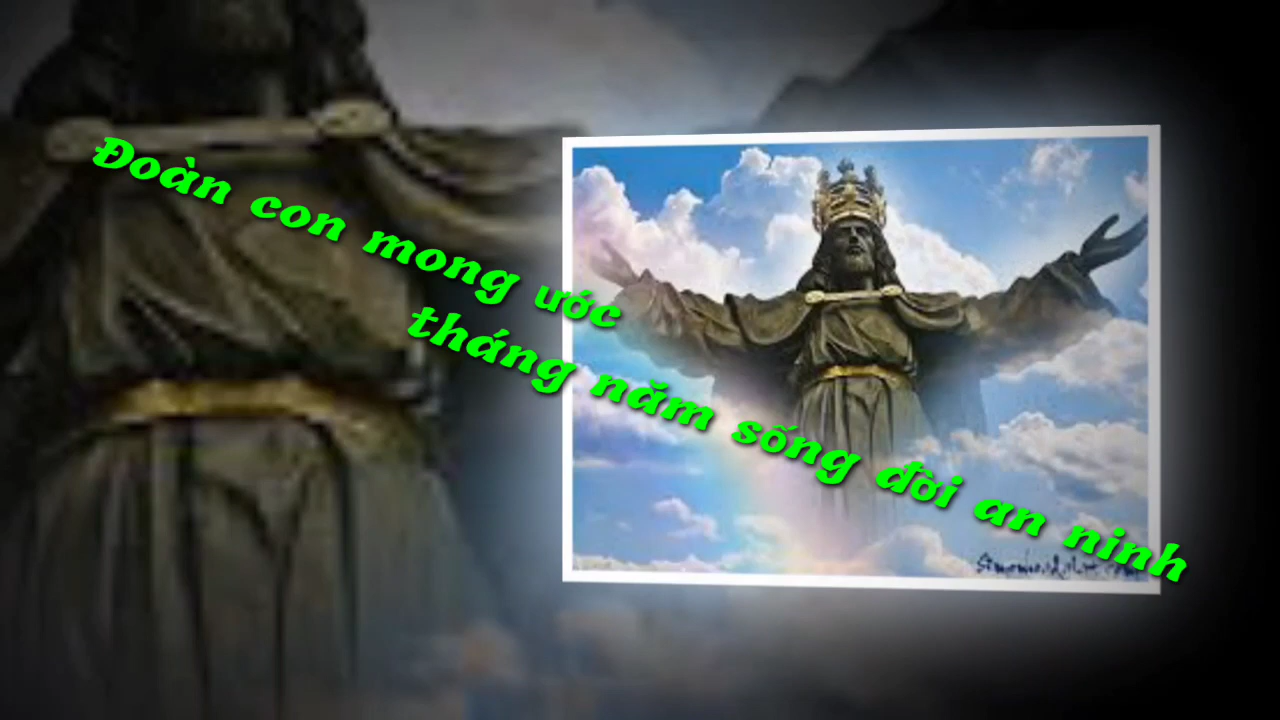 Đoàn con mong ước
tháng năm sống đời an ninh